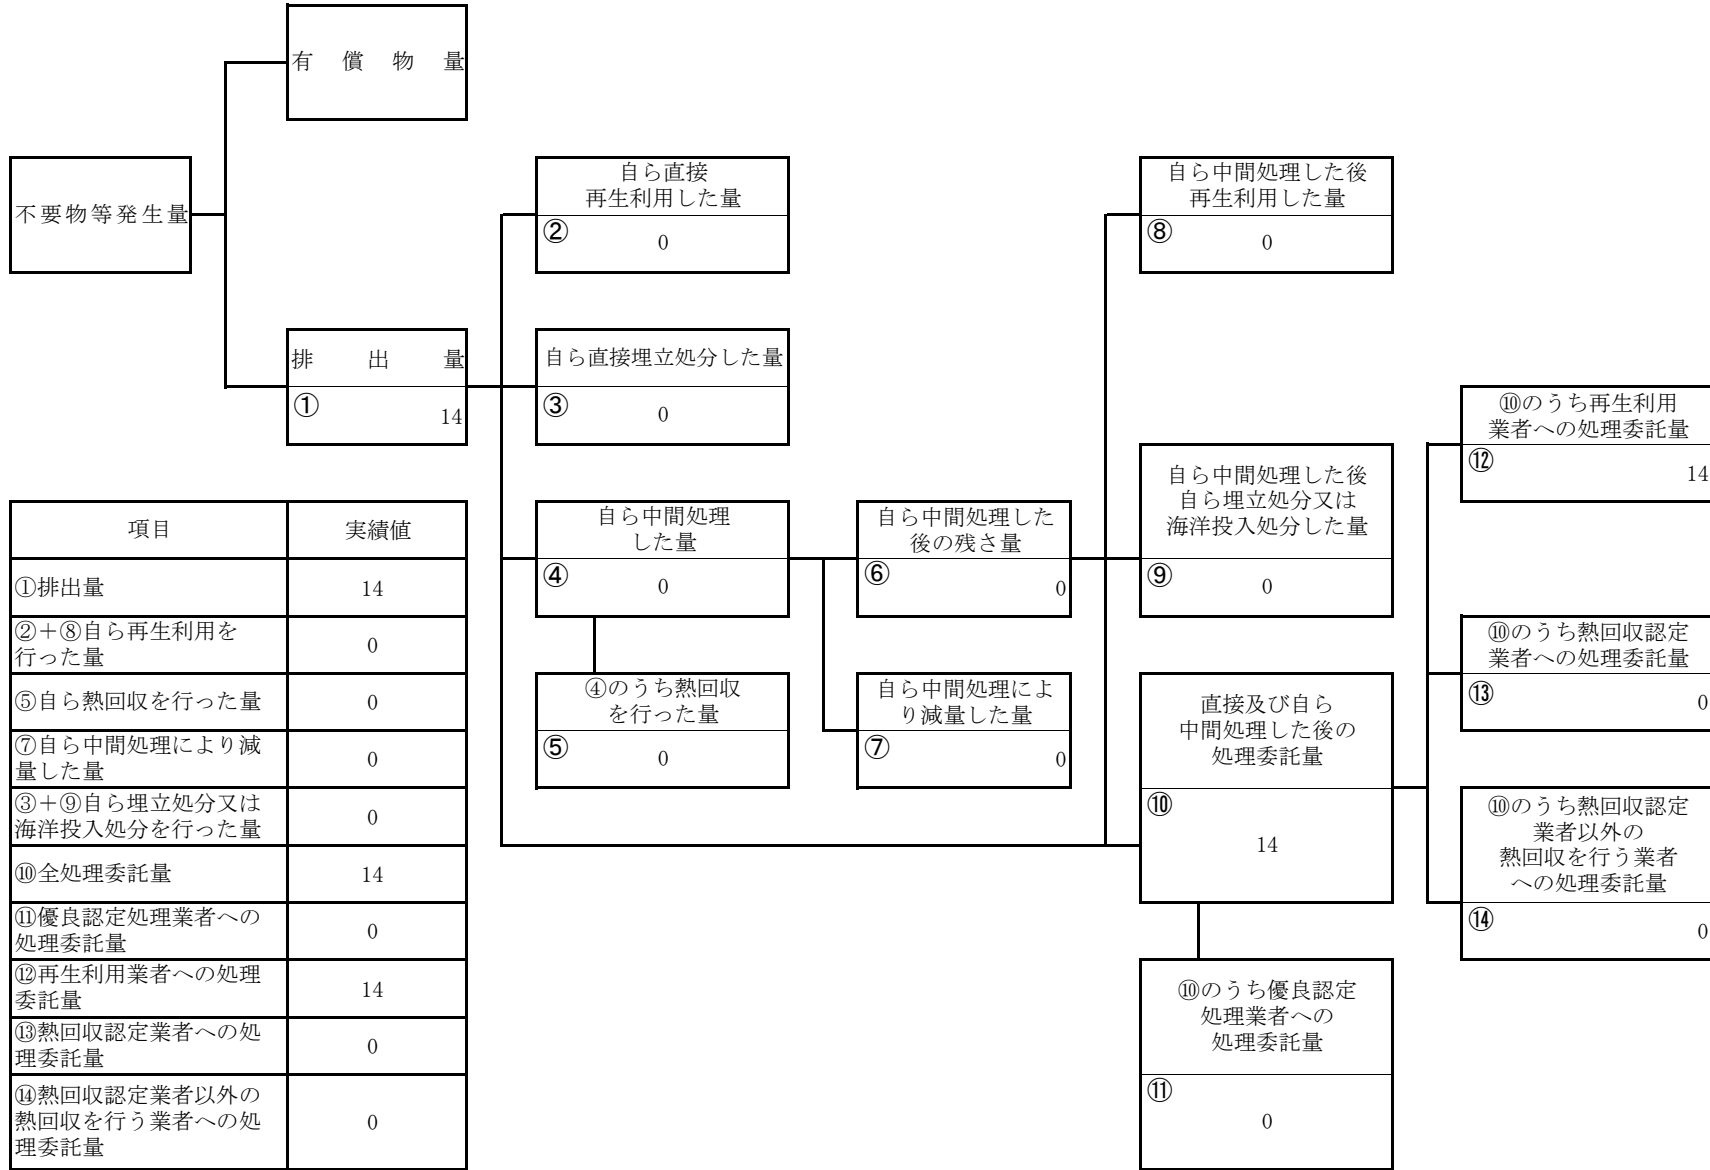 有償物量
不要物等発生量
排出量
①
14
自ら直接
再生利用した量
②
0
自ら直接埋立処分した量
③
0
自ら中間処理
した量
④
0
④のうち熱回収
を行った量
⑤
0
自ら中間処理した
後の残さ量
⑥
0
自ら中間処理によ
り減量した量
⑦
0
自ら中間処理した後
再生利用した量
⑧
0
自ら中間処理した後
自ら埋立処分又は
海洋投入処分した量
⑨
0
直接及び自ら
中間処理した後の
処理委託量
⑩
14
⑩のうち優良認定
処理業者への
処理委託量
⑪
0
⑩のうち再生利用
業者への処理委託量
⑫
14
⑩のうち熱回収認定
業者への処理委託量
⑬
0
⑩のうち熱回収認定
業者以外の
熱回収を行う業者
への処理委託量
⑭
0
項目 実績値
①排出量 14
②＋⑧自ら再生利用を
行った量 0
⑤自ら熱回収を行った量 0
⑦自ら中間処理により減
量した量 0
③＋⑨自ら埋立処分又は
海洋投入処分を行った量 0
⑩全処理委託量 14
⑪優良認定処理業者への
処理委託量 0
⑫再生利用業者への処理
委託量 14
⑬熱回収認定業者への処
理委託量 0
⑭熱回収認定業者以外の
熱回収を行う業者への処
理委託量 0